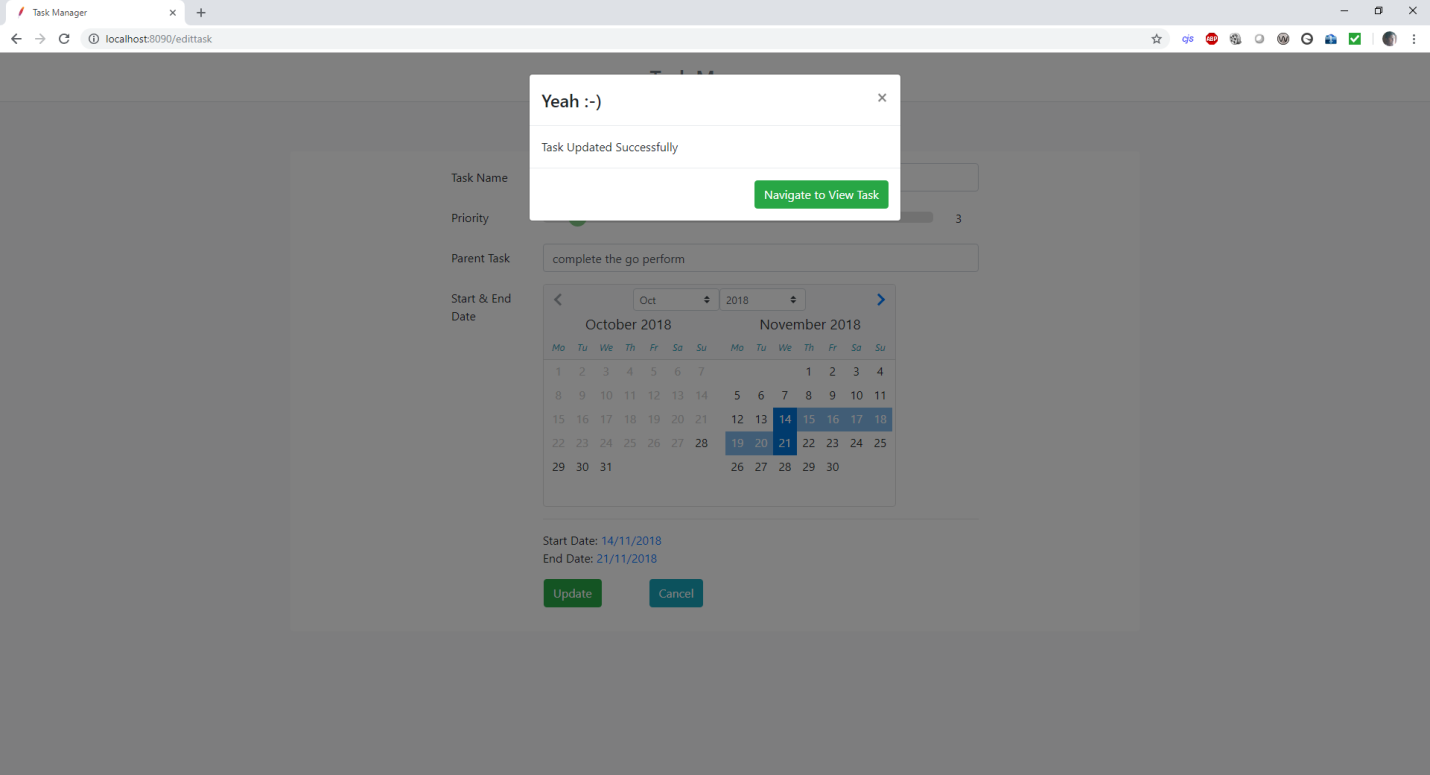 Task Manager
localhost:8090/edittask
cjs
ABP
Yeah :-)
×
Task Updated Successfully
Navigate to View Task
Task Name
Priority
3
Parent Task
complete the go perform
Start & End
Date
Oct
2018
October 2018
November 2018
Mo Tu We Th Fr Sa Su
Mo Tu We Th Fr Sa Su
1 2 3 4 5 6 7
1 2 3 4
8 9 10 11 12 13 14
5 6 7 8 9 10 11
15 16 17 18 19 20 21
12 13 14 15 16 17 18
22 23 24 25 26 27 28
19 20 21 22 23 24 25
29 30 31
26 27 28 29 30
Start Date: 14/11/2018
End Date: 21/11/2018
Update
Cancel